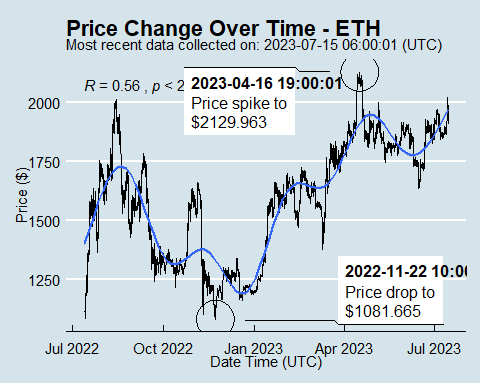 Price Change Over Time - ETH
Most recent data collected on: 2023-07-15 06:00:01 (UTC)
R = 0.56 , p < 2
2023-04-16 19:00:01
Price spike to
$2129.963
2000
1750
1500
1250
Price ($)
2022-11-22 10:00
Price drop to
$1081.665
Jul 2022
Oct 2022
Jan 2023
Apr 2023
Jul 2023
Date Time (UTC)